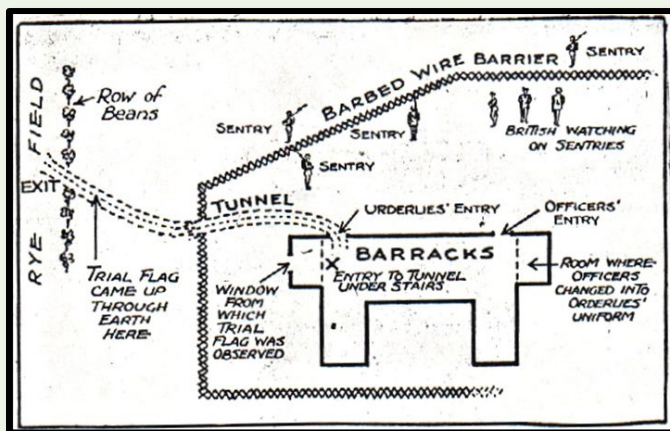 SENTRY
BARBED WIRE BARRIER
Row of
Beans
SENTRY
SENTRY
BRITISH WATCHING
ON SENTRIES
SENTRY
RYE FIELD
EXIT
TUNNEL
URDERLIES' ENTRY
OFFICERS'
ENTRY
BARRACKS
TRIAL FLAG
CAME UP
THROUGH
EARTH
HERE
WINDOW
FROM
WHICH
TRIAL
FLAG WAS
OBSERVED
X
ENTRY TO TUNNEL
UNDER STAIRS
ROOM WHERE
OFFICERS
CHANGED INTO
ORDERLIES'
UNIFORM